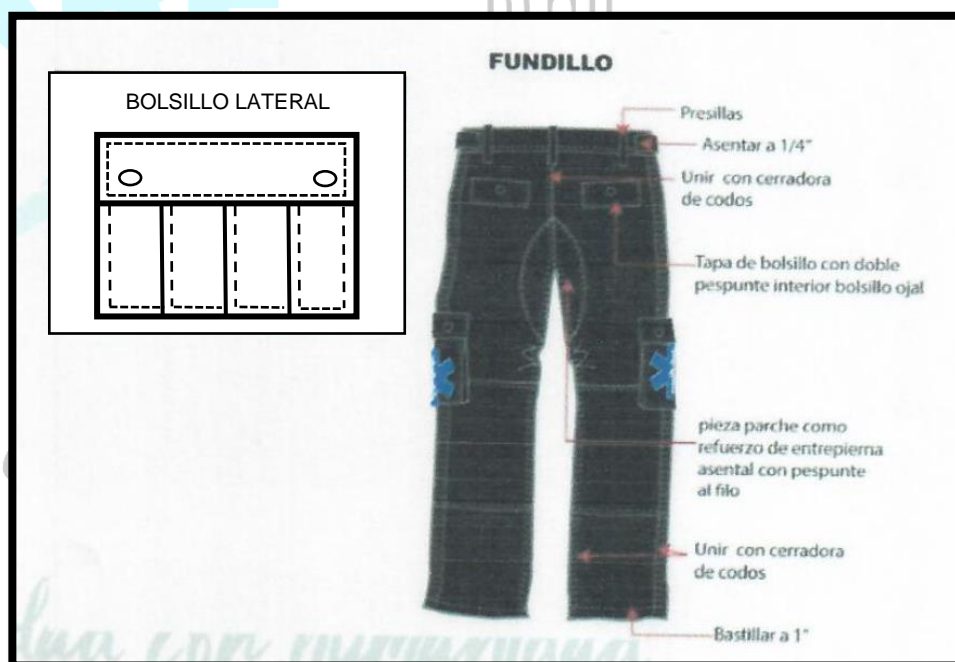 FUNDILLO
BOLSILLO LATERAL
Presillas
Asentar a 1/4"
Unir con cerradora
de codos
Tapa de bolsillo con doble
pespunte interior bolsillo ojal
pieza parche como
refuerzo de entrepierna
asental con pespunte
al filo
Unir con cerradora
de codos
Bastillar a 1"
con